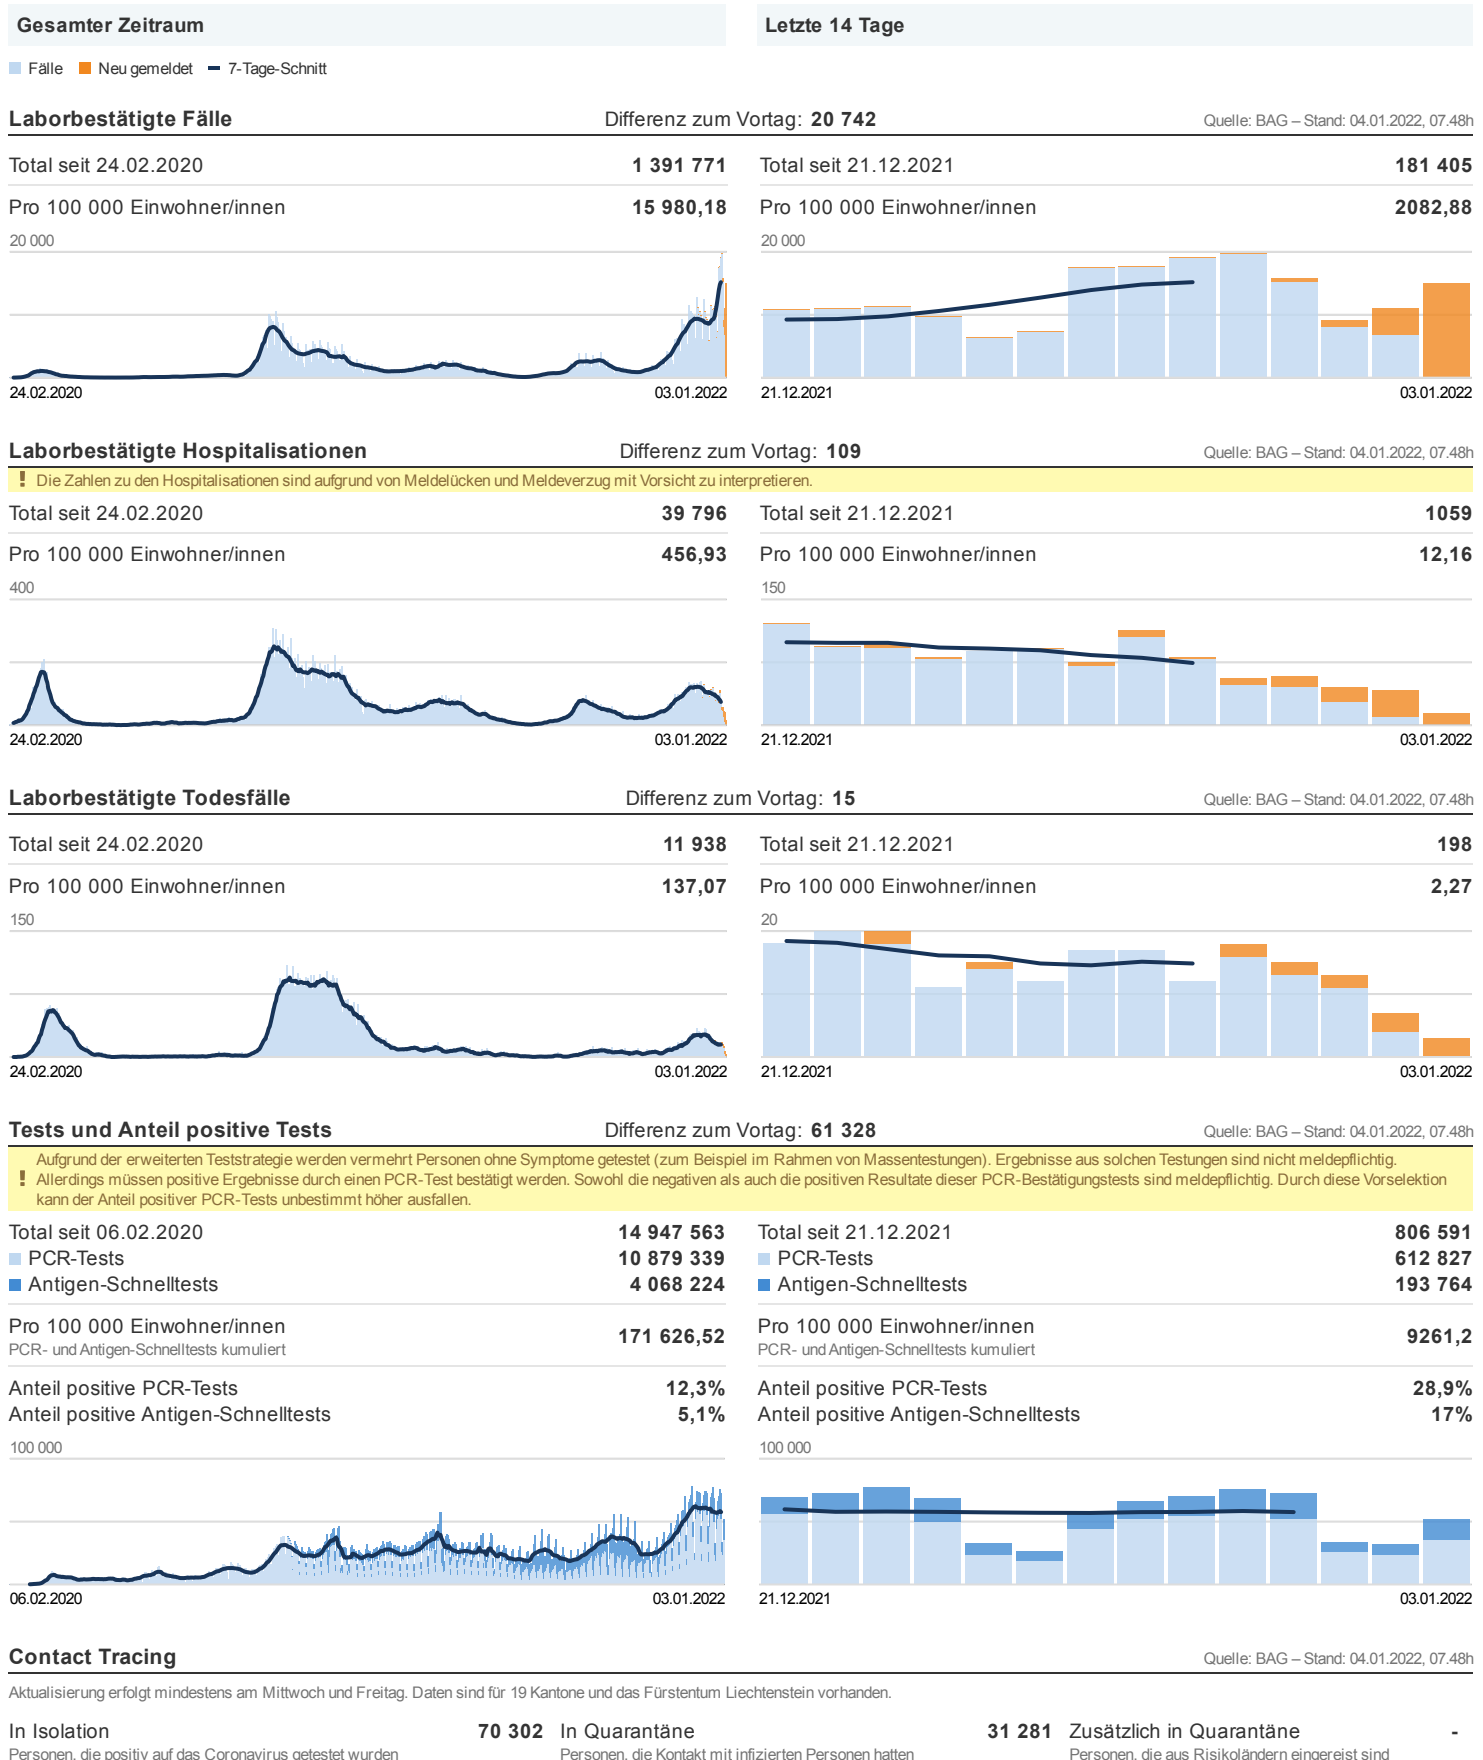 Gesamter Zeitraum Letzte 14 Tage
Fälle Neu gemeldet 7-Tage-Schnitt
Laborbestätigte Fälle Differenz zum Vortag: 20 742 Quelle: BAG – Stand: 04.01.2022, 07.48h
Total seit 24.02.2020 1 391 771 Total seit 21.12.2021 181 405
Pro 100 000 Einwohner/innen 15 980,18 Pro 100 000 Einwohner/innen 2082,88
20 000 20 000
24.02.2020 03.01.2022 21.12.2021 03.01.2022
Laborbestätigte Hospitalisationen Differenz zum Vortag: 109 Quelle: BAG – Stand: 04.01.2022, 07.48h
! Die Zahlen zu den Hospitalisationen sind aufgrund von Meldelücken und Meldeverzug mit Vorsicht zu interpretieren.
Total seit 24.02.2020 39 796 Total seit 21.12.2021 1059
Pro 100 000 Einwohner/innen 456,93 Pro 100 000 Einwohner/innen 12,16
400 150
24.02.2020 03.01.2022 21.12.2021 03.01.2022
Laborbestätigte Todesfälle Differenz zum Vortag: 15 Quelle: BAG – Stand: 04.01.2022, 07.48h
Total seit 24.02.2020 11 938 Total seit 21.12.2021 198
Pro 100 000 Einwohner/innen 137,07 Pro 100 000 Einwohner/innen 2,27
150 20
24.02.2020 03.01.2022 21.12.2021 03.01.2022
Tests und Anteil positive Tests Differenz zum Vortag: 61 328 Quelle: BAG – Stand: 04.01.2022, 07.48h
Aufgrund der erweiterten Teststrategie werden vermehrt Personen ohne Symptome getestet (zum Beispiel im Rahmen von Massentestungen). Ergebnisse aus solchen Testungen sind nicht meldepflichtig.
! Allerdings müssen positive Ergebnisse durch einen PCR-Test bestätigt werden. Sowohl die negativen als auch die positiven Resultate dieser PCR-Bestätigungstests sind meldepflichtig. Durch diese Vorselektion
kann der Anteil positiver PCR-Tests unbestimmt höher ausfallen.
Total seit 06.02.2020 14 947 563 Total seit 21.12.2021 806 591
PCR-Tests 10 879 339 PCR-Tests 612 827
Antigen-Schnelltests 4 068 224 Antigen-Schnelltests 193 764
Pro 100 000 Einwohner/innen 171 626,52 Pro 100 000 Einwohner/innen 9261,2
PCR- und Antigen-Schnelltests kumuliert PCR- und Antigen-Schnelltests kumuliert
Anteil positive PCR-Tests 12,3% Anteil positive PCR-Tests 28,9%
Anteil positive Antigen-Schnelltests 5,1% Anteil positive Antigen-Schnelltests 17%
100 000 100 000
06.02.2020 03.01.2022 21.12.2021 03.01.2022
Contact Tracing Quelle: BAG – Stand: 04.01.2022, 07.48h
Aktualisierung erfolgt mindestens am Mittwoch und Freitag. Daten sind für 19 Kantone und das Fürstentum Liechtenstein vorhanden.
In Isolation 70 302 In Quarantäne 31 281 Zusätzlich in Quarantäne -
Personen, die positiv auf das Coronavirus getestet wurden Personen, die Kontakt mit infizierten Personen hatten Personen, die aus Risikoländern eingereist sind